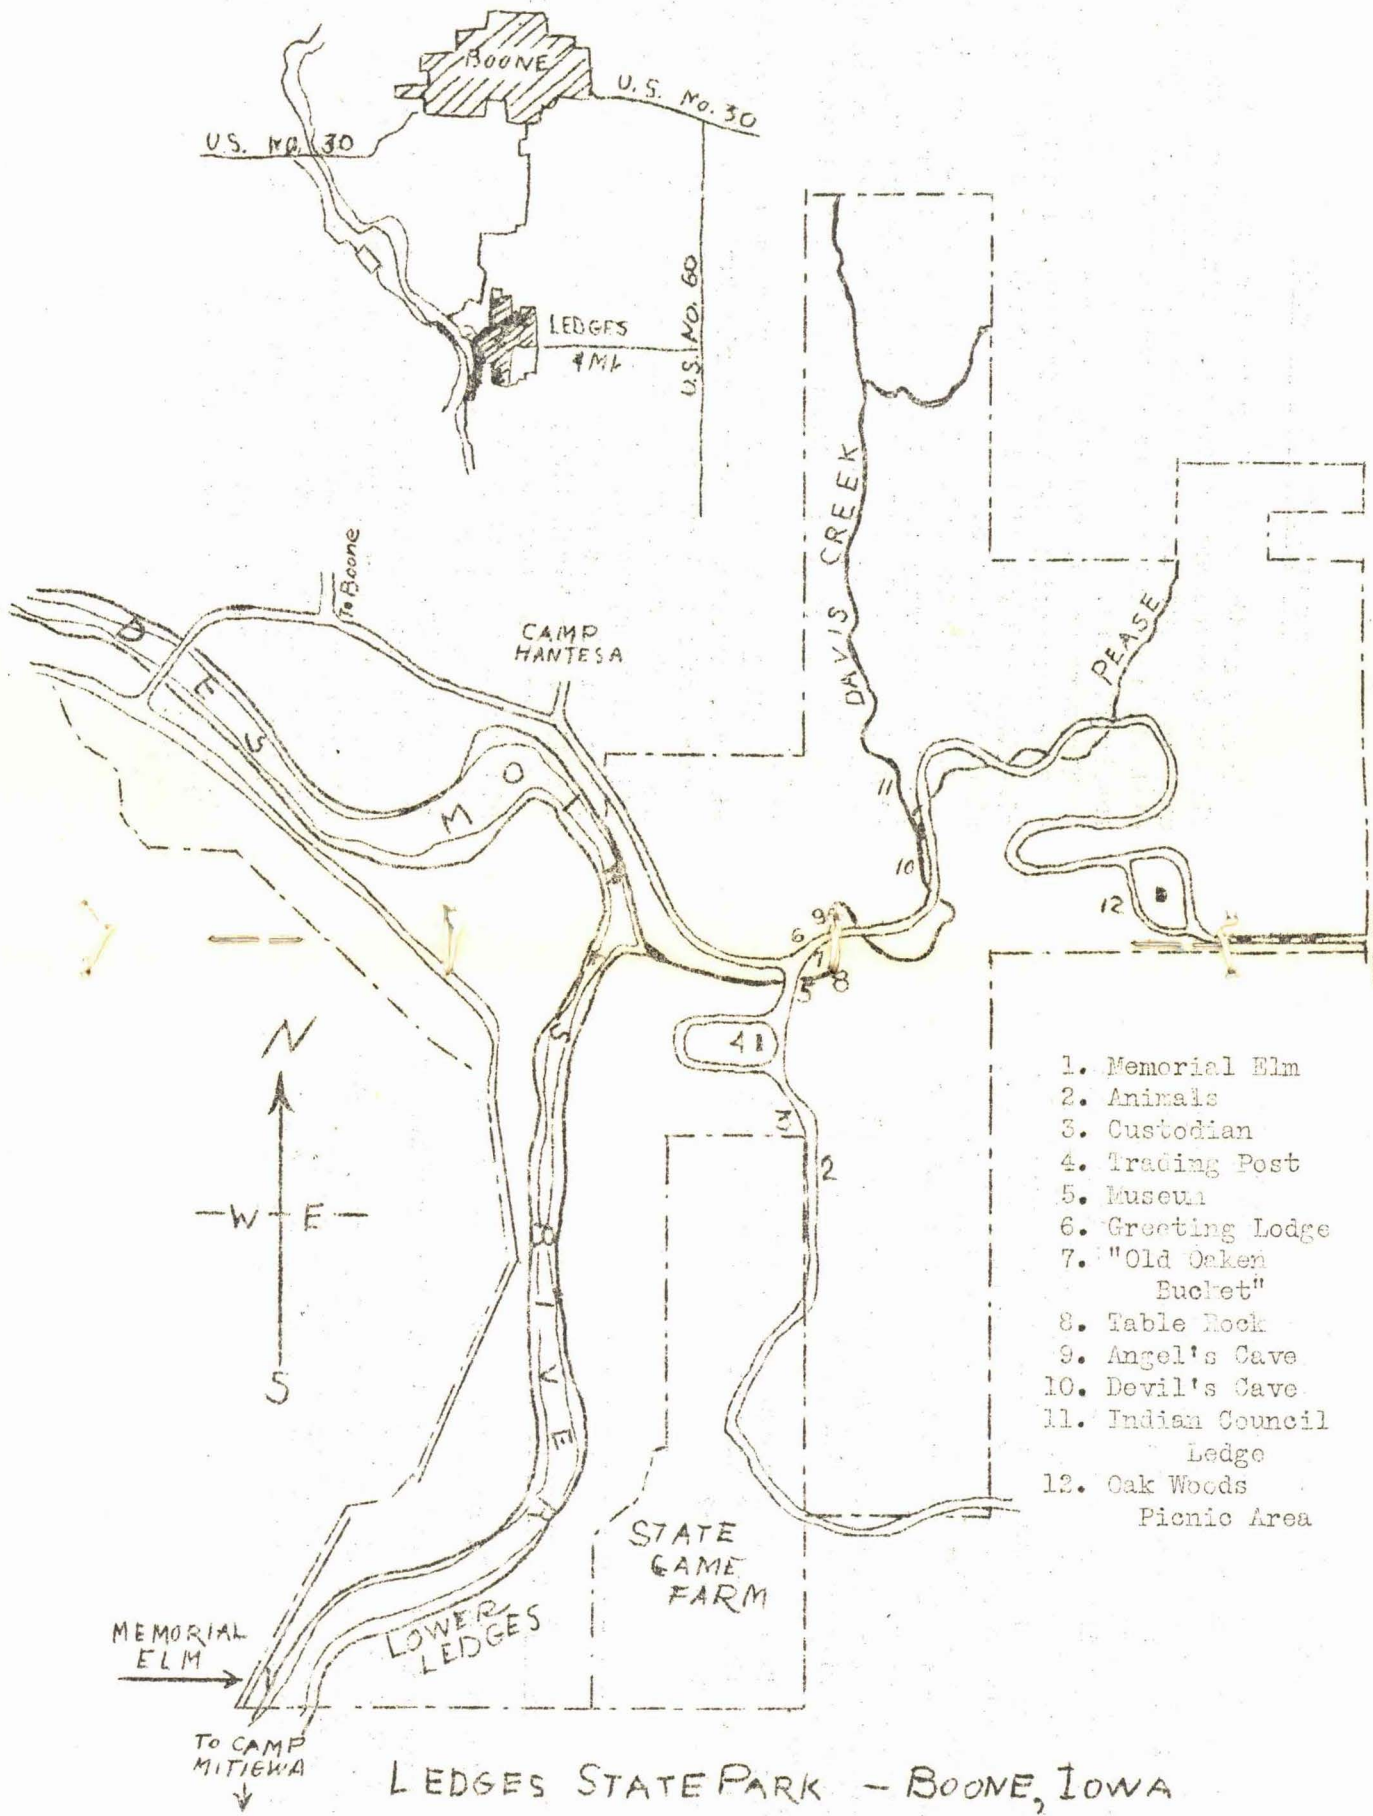 BOONE
U.S. No. 30
U.S. No. 30
LEDGES
4 MI.
U.S. NO. 60
DAVIS CREEK
PEASE
To Boone
CAMP
HANTESA
DES MOINES RIVER
11
10
9
6
7
8
5
12
4
3
2
1
N
W E
S
1. Memorial Elm
2. Animals
3. Custodian
4. Trading Post
5. Museum
6. Greeting Lodge
7. "Old Oaken
Bucket"
8. Table Rock
9. Angel's Cave
10. Devil's Cave
11. Indian Council
Ledge
12. Oak Woods
Picnic Area
STATE
GAME
FARM
LOWER
LEDGES
MEMORIAL
ELM
TO CAMP
MITIGWA
LEDGES STATE PARK - BOONE, IOWA